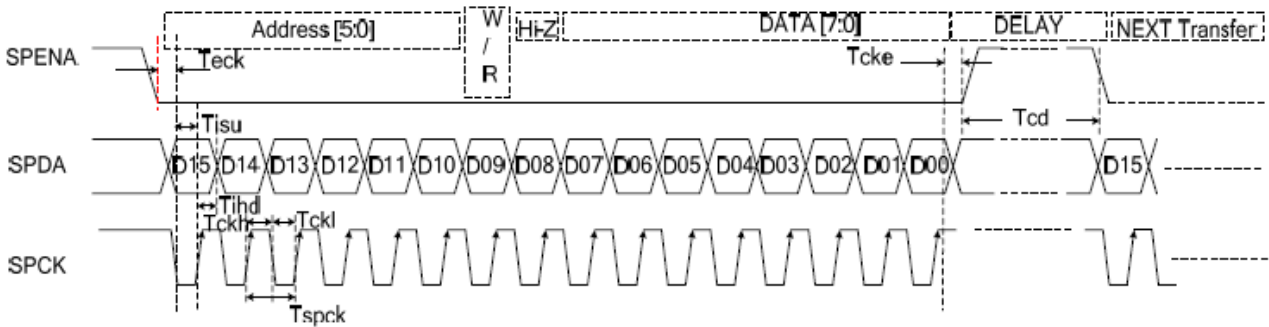 Address [5:0] W / R Hi-Z DATA [7:0] DELAY NEXT Transfer
SPENA Teck Tcke
Tisu Tcd
SPDA D15 D14 D13 D12 D11 D10 D09 D08 D07 D06 D05 D04 D03 D02 D01 D00 D15
Tihd
Tckh Tckl
SPCK
Tspck